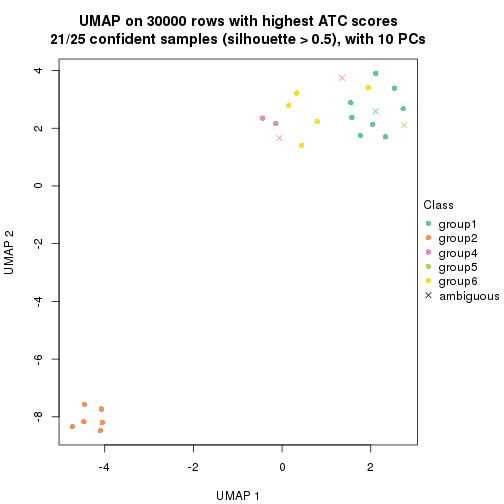 UMAP on 30000 rows with highest ATC scores
21/25 confident samples (silhouette > 0.5), with 10 PCs
4
2
0
-2
-4
-6
-8
UMAP 2
-4
-2
0
2
UMAP 1
Class
group1
group2
group4
group5
group6
ambiguous